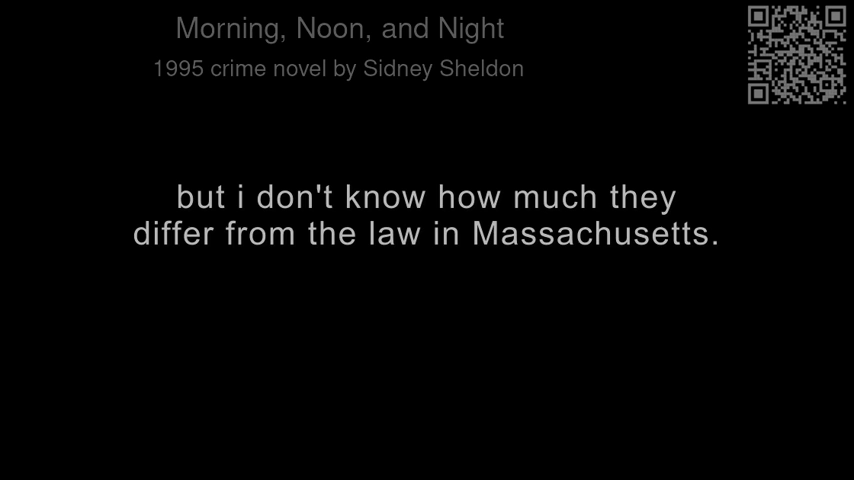 Morning, Noon, and Night
1995 crime novel by Sidney Sheldon
but i don't know how much they
differ from the law in Massachusetts.